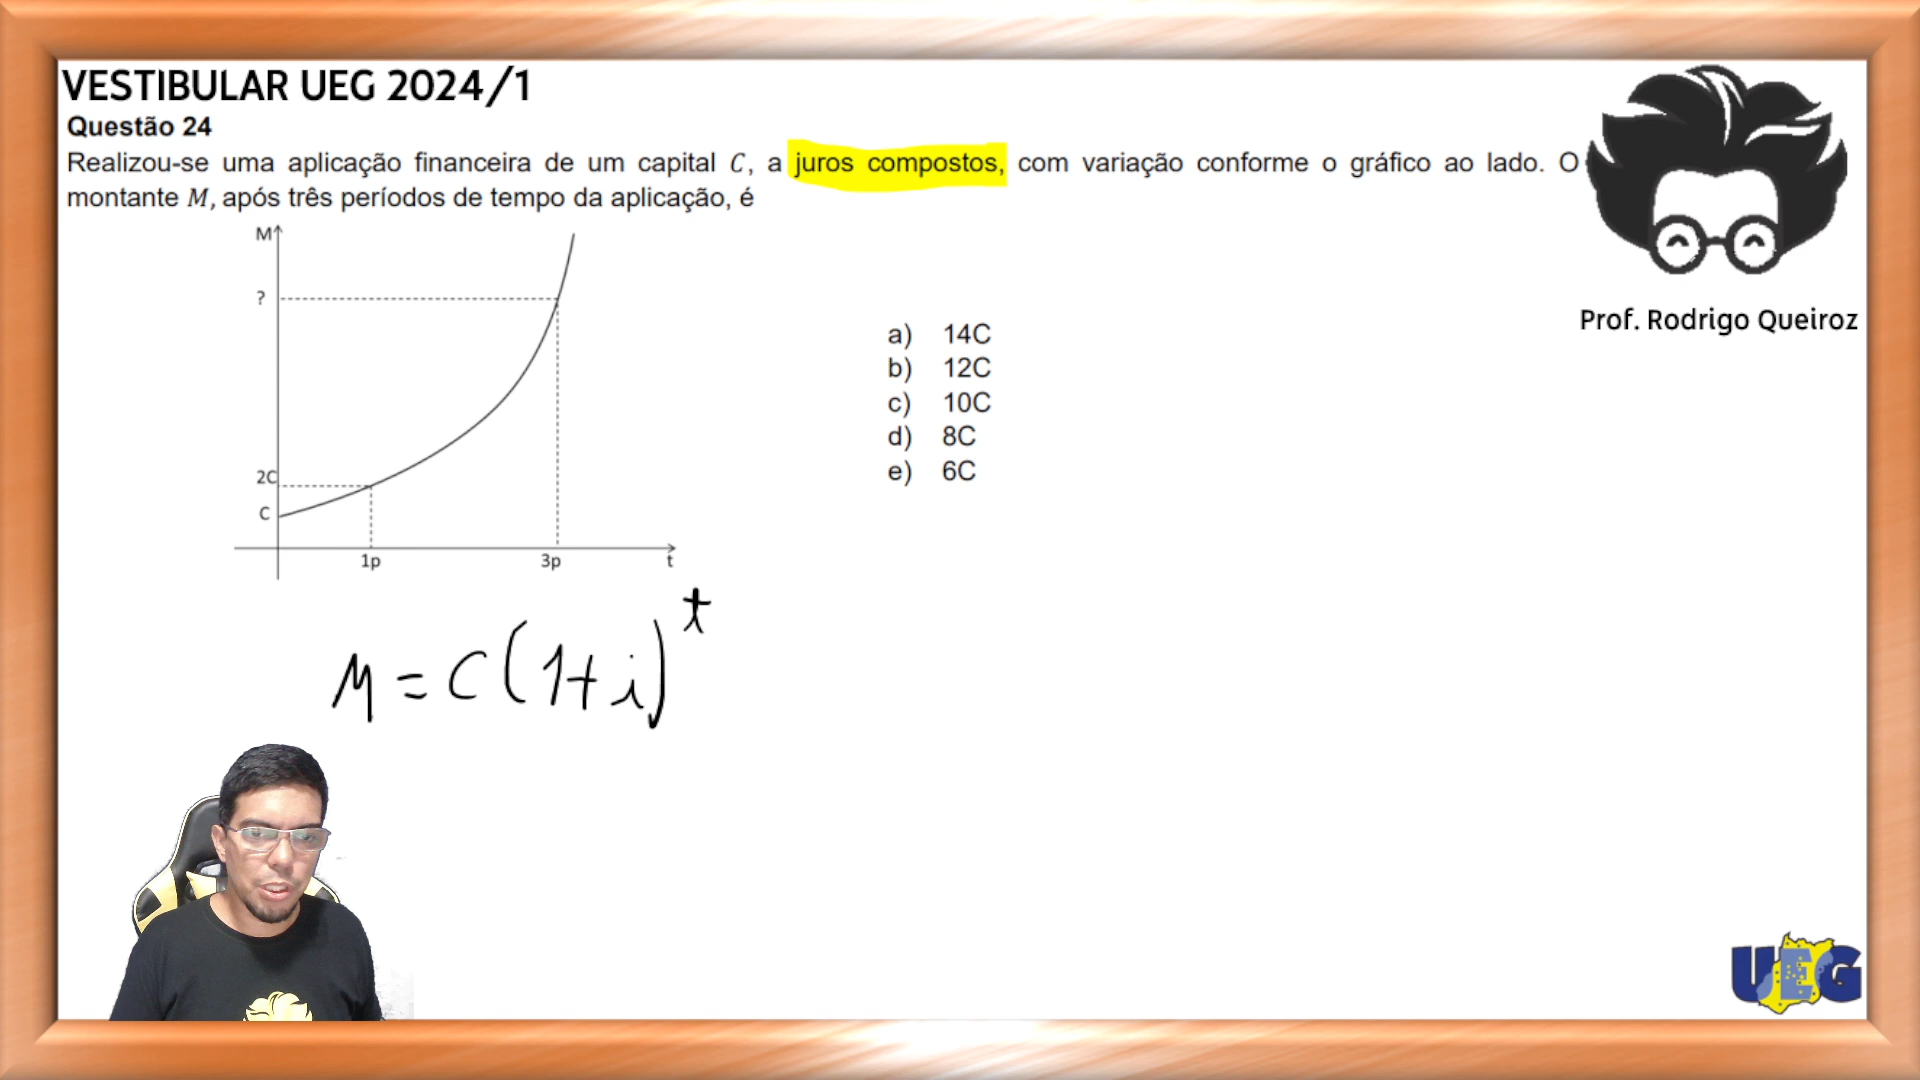 VESTIBULAR UEG 2024/1
Questão 24
Realizou-se uma aplicação financeira de um capital C, a juros compostos, com variação conforme o gráfico ao lado. O
montante M, após três períodos de tempo da aplicação, é
M
?
2C
C
1p
3p
t
a) 14C
b) 12C
c) 10C
d) 8C
e) 6C
Prof. Rodrigo Queiroz
M = C(1+i)^t
UEG